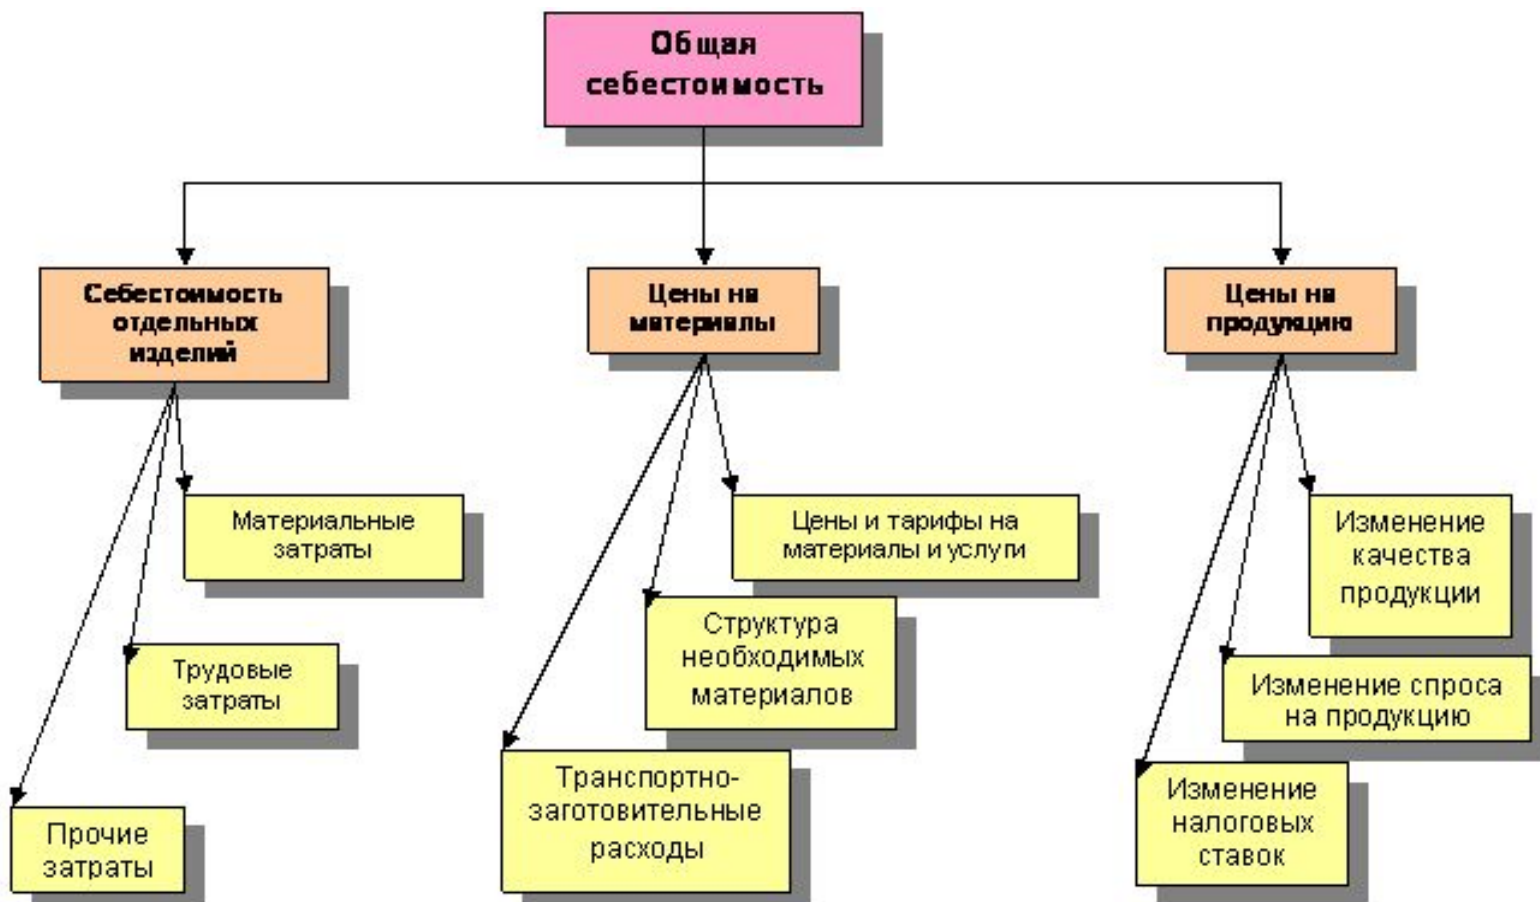 Общая
себестоимость
Себестоимость
отдельных
изделий
Цены на
материалы
Цены на
продукцию
Материальные
затраты
Трудовые
затраты
Прочие
затраты
Цены и тарифы на
материалы и услуги
Структура
необходимых
материалов
Транспортно-
заготовительные
расходы
Изменение
качества
продукции
Изменение спроса
на продукцию
Изменение
налоговых
ставок